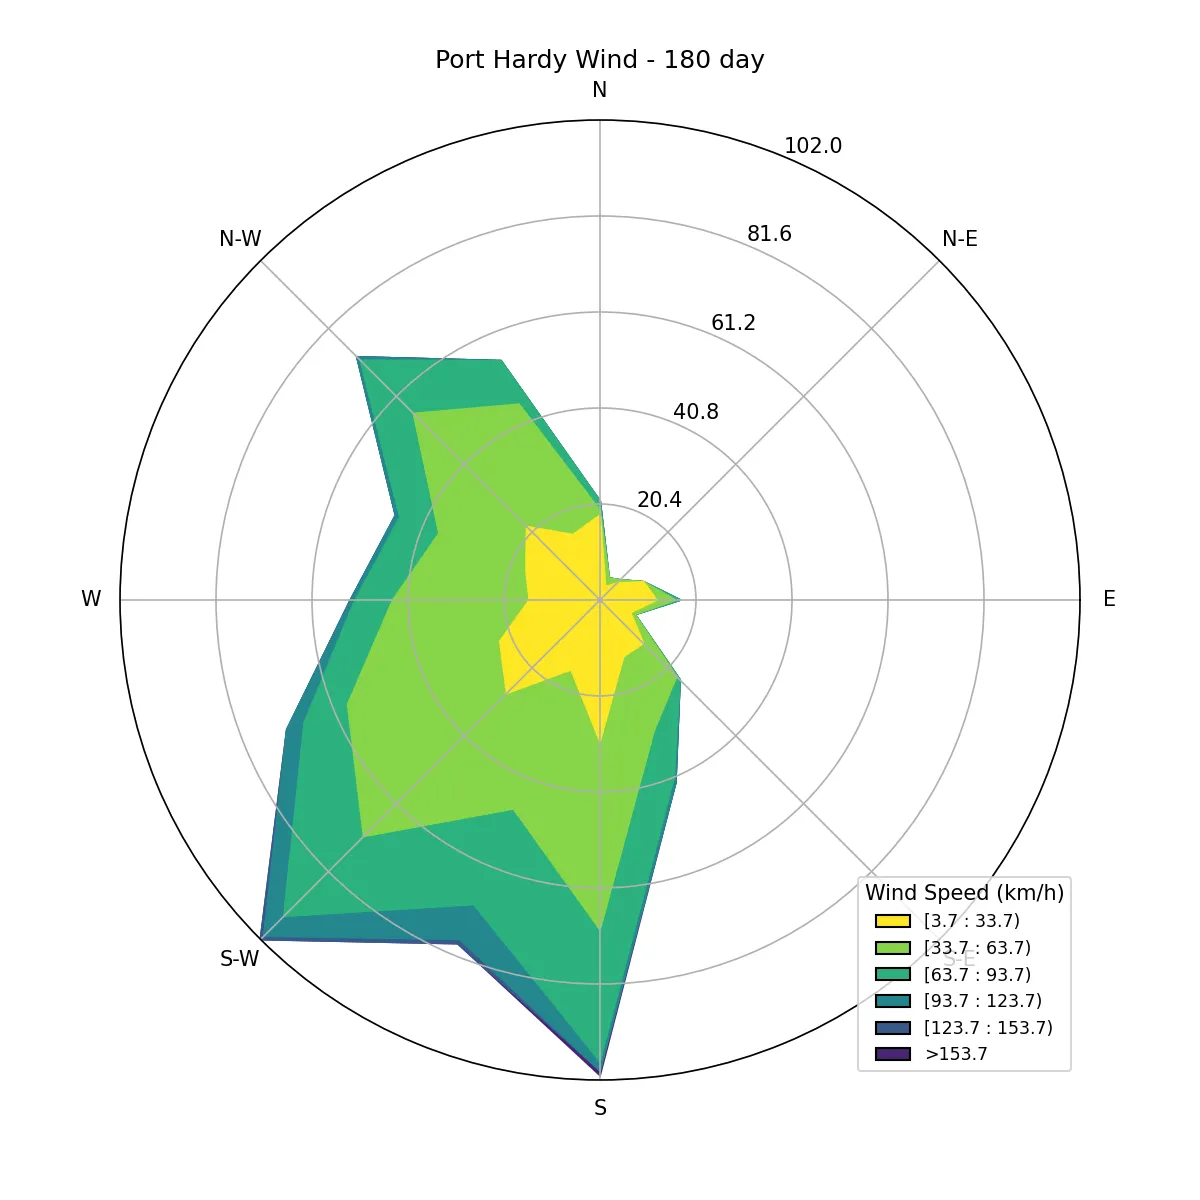 Port Hardy Wind - 180 day
N
102.0
N-W
81.6
N-E
61.2
40.8
20.4
W
E
S-W
S-E
S
Wind Speed (km/h)
[3.7 : 33.7)
[33.7 : 63.7)
[63.7 : 93.7)
[93.7 : 123.7)
[123.7 : 153.7)
>153.7